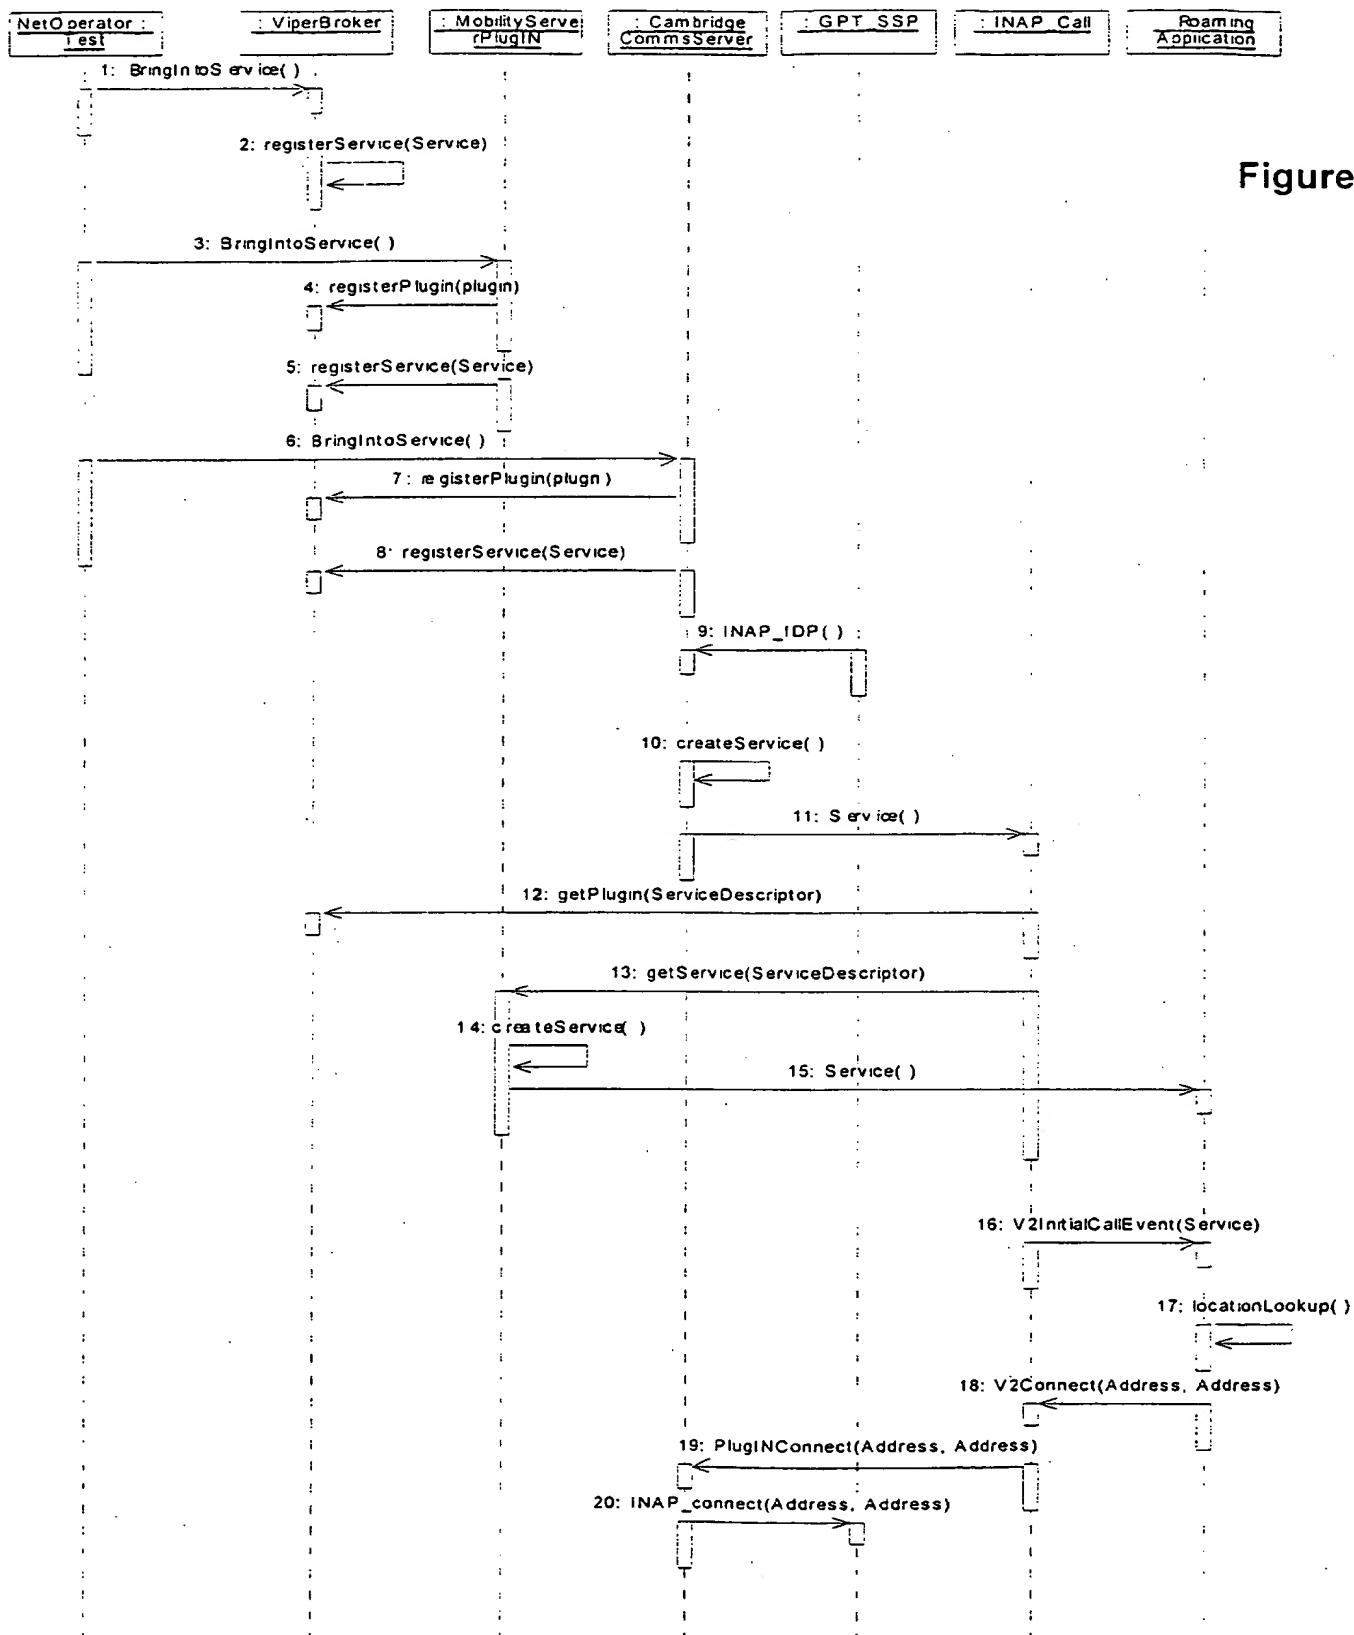 NetOperator : : ViperBroker : MobilityServe : Cambridge : GPT_SSP : INAP_Call Roaming
Test rPlugIN CommsServer Application
1: BringIntoService( )
2: registerService(Service)
Figure
3: BringIntoService( )
4: registerPlugin(plugin)
5: registerService(Service)
6: BringIntoService( )
7: registerPlugin(plugn)
8: registerService(Service)
9: INAP_IDP( )
10: createService( )
11: Service( )
12: getPlugin(ServiceDescriptor)
13: getService(ServiceDescriptor)
14: createService( )
15: Service( )
16: V2InitialCallEvent(Service)
17: locationLookup( )
18: V2Connect(Address, Address)
19: PlugINConnect(Address, Address)
20: INAP_connect(Address, Address)